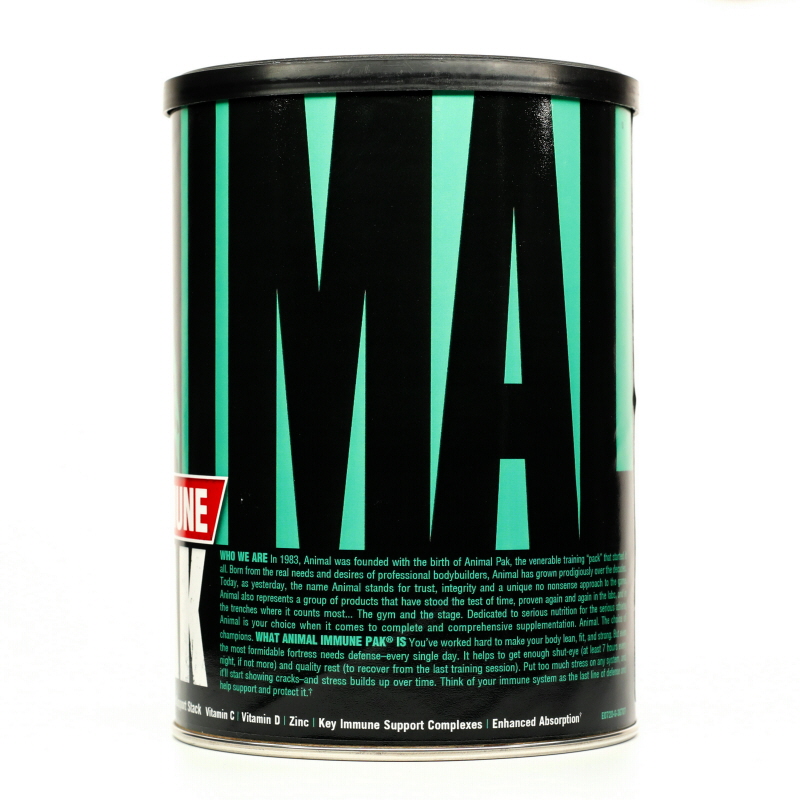 IMAL
UNE
K
WHO WE ARE In 1983, Animal was founded with the birth of Animal Pak, the venerable training "pack" that
all. Born from the real needs and desires of professional bodybuilders, Animal has grown prodigiously over the
Today, as yesterday, the name Animal stands for trust, integrity and a unique no nonsense approach to the
Animal also represents a group of products that have stood the test of time, proven again and again in the labs,
the trenches where it counts most... The gym and the stage. Dedicated to serious nutrition for the serious
Animal is your choice when it comes to complete and comprehensive supplementation. Animal. The choice of
champions. WHAT ANIMAL IMMUNE PAK® IS You've worked hard to make your body lean, fit, and strong. But
the most formidable fortress needs defense–every single day. It helps to get enough shut-eye (at least 7 hours
night, if not more) and quality rest (to recover from the last training session). Put too much stress on any system
it'll start showing cracks–and stress builds up over time. Think of your immune system as the last line of defense
help support and protect it.†
Stack Vitamin C | Vitamin D | Zinc | Key Immune Support Complexes | Enhanced Absorption†